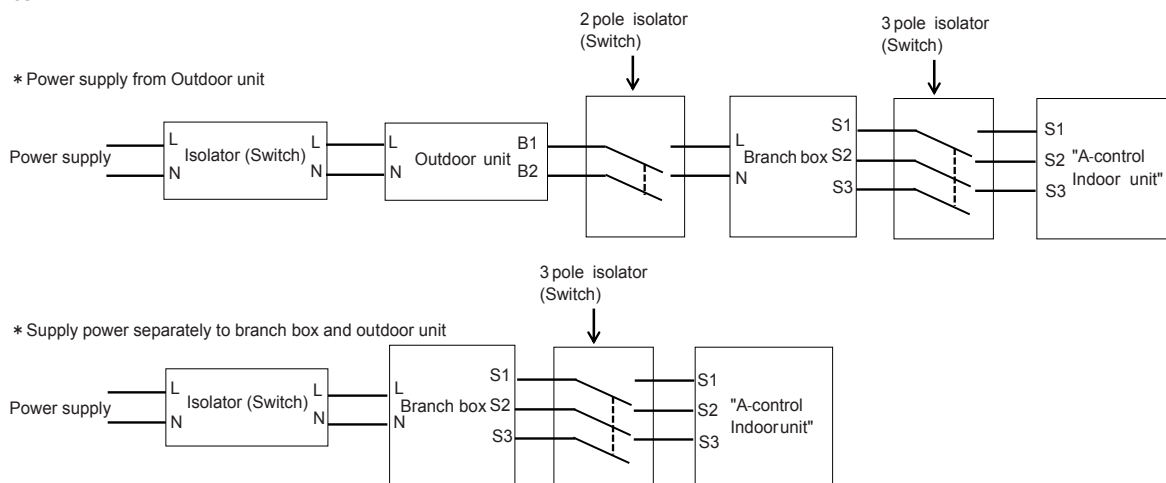 2 pole isolator
(Switch)
3 pole isolator
(Switch)
* Power supply from Outdoor unit
Power supply
L
N
Isolator (Switch)
L
N
L
N
Outdoor unit
B1
B2
L
N
Branch box
S1
S2
S3
S1
S2
S3
"A-control
Indoor unit"
3 pole isolator
(Switch)
* Supply power separately to branch box and outdoor unit
Power supply
L
N
Isolator (Switch)
L
N
L
N
Branch box
S1
S2
S3
S1
S2
S3
"A-control
Indoorunit"